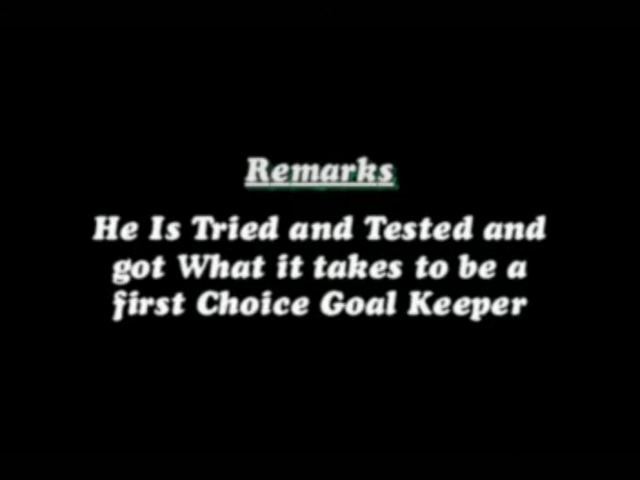 Remarks
He Is Tried and Tested and
got What it takes to be a
first Choice Goal Keeper